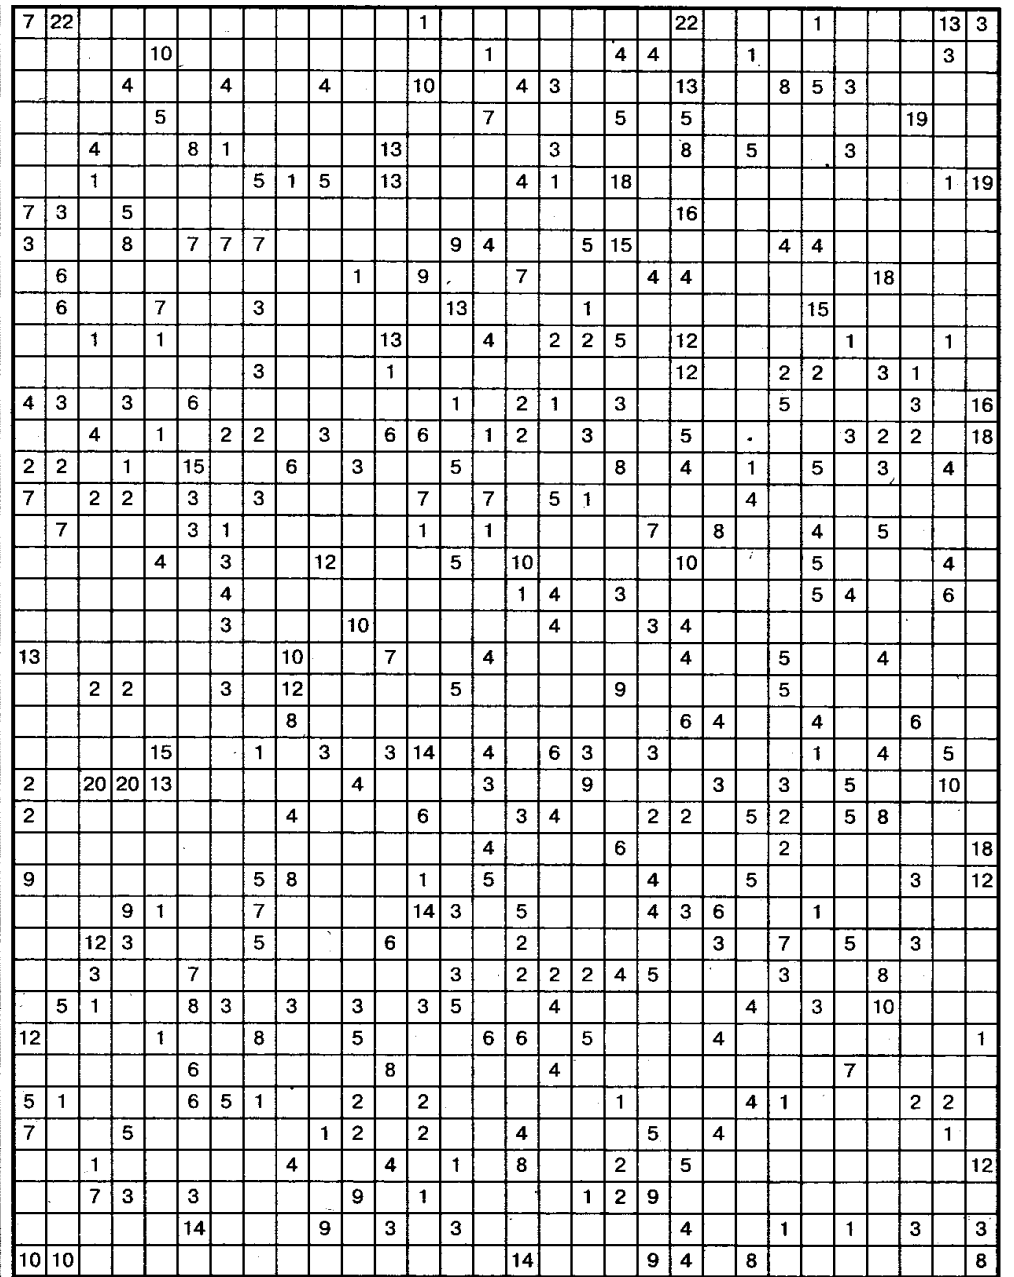 7 22 1 22 1 13 3
10 1 4 4 1 3
4 4 4 10 4 3 13 8 5 3
5 7 5 5 19
4 8 1 13 3 8 5 3
1 5 1 5 13 4 1 18 1 19
7 3 5 16
3 8 7 7 7 9 4 5 15 4 4
6 1 9 7 4 4 18
6 7 3 13 1 15
1 1 13 4 2 2 5 12 1 1
3 1 12 2 2 3 1
4 3 3 6 1 2 1 3 5 3 16
4 1 2 2 3 6 6 1 2 3 5 3 2 2 18
2 2 1 15 6 3 5 8 4 1 5 3 4
7 2 2 3 3 7 7 5 1 4
7 3 1 1 1 7 8 4 5
4 3 12 5 10 10 5 4
4 1 4 3 5 4 6
3 10 4 3 4
13 10 7 4 4 5 4
2 2 3 12 5 9 5
8 6 4 4 6
15 1 3 3 14 4 6 3 3 1 4 5
2 20 20 13 4 3 9 3 3 5 10
2 4 6 3 4 2 2 5 2 5 8
4 6 2 18
9 5 8 1 5 4 5 3 12
9 1 7 14 3 5 4 3 6 1
12 3 5 6 2 3 7 5 3
3 7 3 2 2 2 4 5 3 8
5 1 8 3 3 3 3 5 4 4 3 10
12 1 8 5 6 6 5 4 1
6 8 4 7
5 1 6 5 1 2 2 1 4 1 2 2
7 5 1 2 2 4 5 4 1
1 4 4 1 8 2 5 12
7 3 3 9 1 1 2 9
14 9 3 3 4 1 1 3 3
10 10 14 9 4 8 8